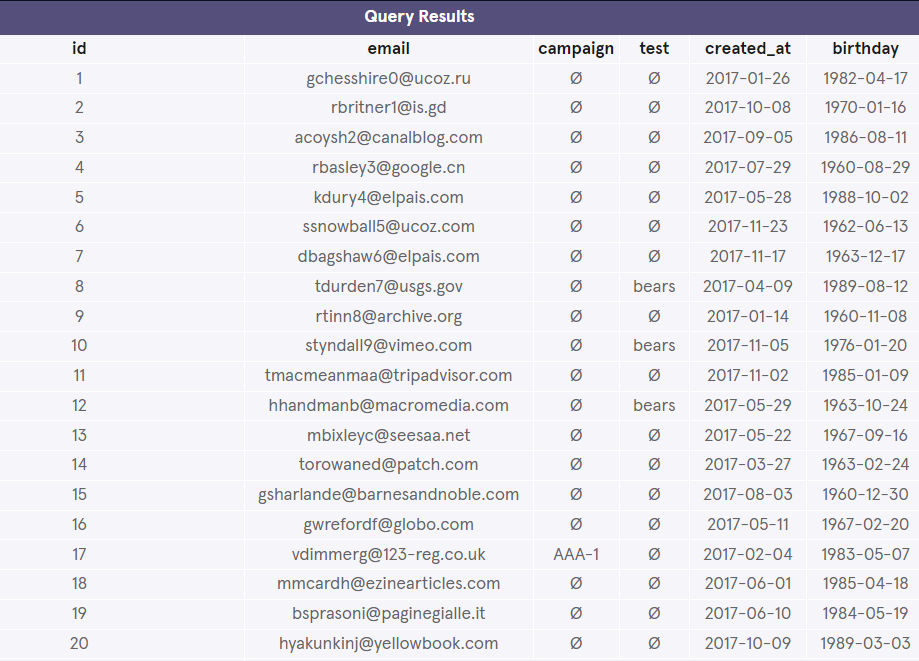 Query Results
id email campaign test created_at birthday
1 gchesshire0@ucoz.ru Ø Ø 2017-01-26 1982-04-17
2 rbritner1@is.gd Ø Ø 2017-10-08 1970-01-16
3 acoysh2@canalblog.com Ø Ø 2017-09-05 1986-08-11
4 rbasley3@google.cn Ø Ø 2017-07-29 1960-08-29
5 kdury4@elpais.com Ø Ø 2017-05-28 1988-10-02
6 ssnowball5@ucoz.com Ø Ø 2017-11-23 1962-06-13
7 dbagshaw6@elpais.com Ø Ø 2017-11-17 1963-12-17
8 tdurden7@usgs.gov Ø bears 2017-04-09 1989-08-12
9 rtinn8@archive.org Ø Ø 2017-01-14 1960-11-08
10 styndall9@vimeo.com Ø bears 2017-11-05 1976-01-20
11 tmacmeanmaa@tripadvisor.com Ø Ø 2017-11-02 1985-01-09
12 hhandmanb@macromedia.com Ø bears 2017-05-29 1963-10-24
13 mbixleyc@seesaa.net Ø Ø 2017-05-22 1967-09-16
14 torowaned@patch.com Ø Ø 2017-03-27 1963-02-24
15 gsharlande@barnesandnoble.com Ø Ø 2017-08-03 1960-12-30
16 gwrefordf@globo.com Ø Ø 2017-05-11 1967-02-20
17 vdimmerg@123-reg.co.uk AAA-1 Ø 2017-02-04 1983-05-07
18 mmcardh@ezinearticles.com Ø Ø 2017-06-01 1985-04-18
19 bsprasoni@paginegialle.it Ø Ø 2017-06-10 1984-05-19
20 hyakunkinj@yellowbook.com Ø Ø 2017-10-09 1989-03-03